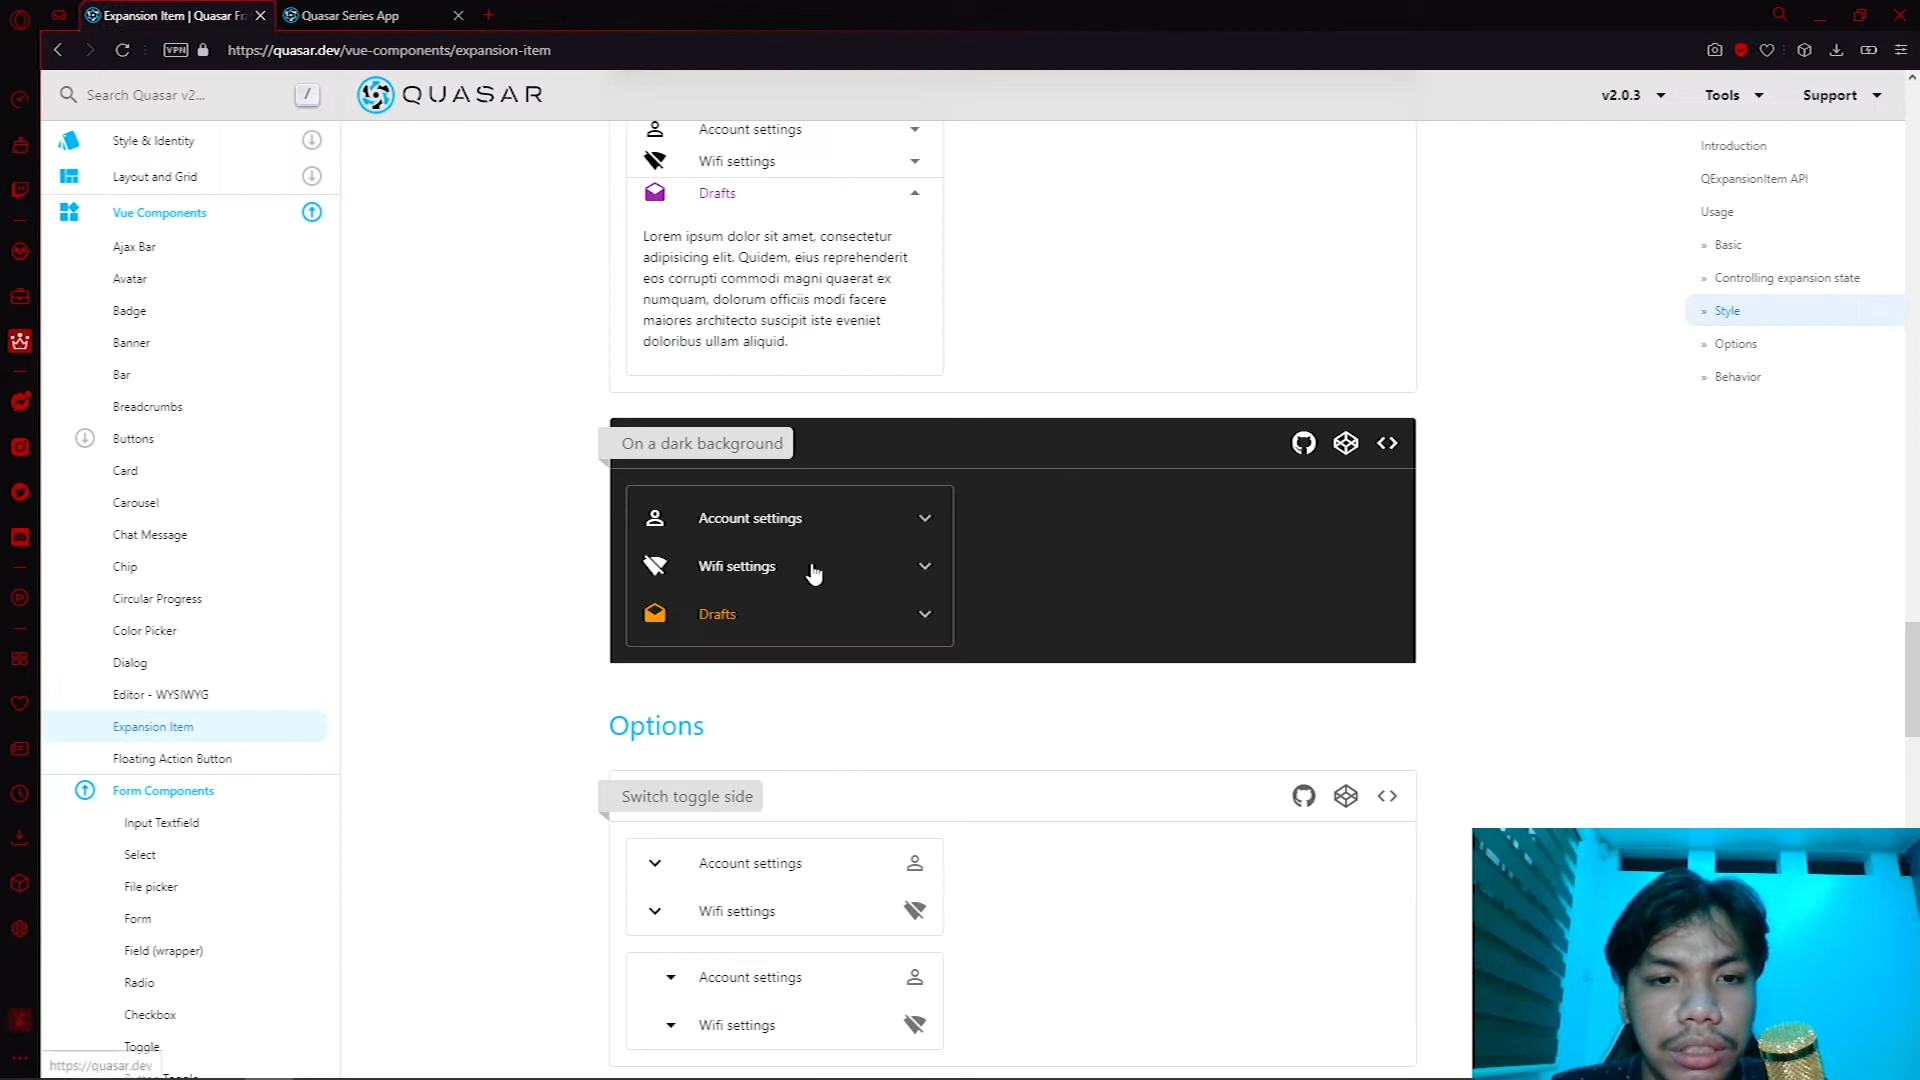 Expansion Item | Quasar Fr
Quasar Series App
VPN
https://quasar.dev/vue-components/expansion-item
Search Quasar v2...
/
QUASAR
v2.0.3
Tools
Support
Style & Identity
Layout and Grid
Vue Components
Ajax Bar
Avatar
Badge
Banner
Bar
Breadcrumbs
Buttons
Card
Carousel
Chat Message
Chip
Circular Progress
Color Picker
Dialog
Editor - WYSIWYG
Expansion Item
Floating Action Button
Form Components
Input Textfield
Select
File picker
Form
Field (wrapper)
Radio
Checkbox
Toggle
https://quasar.dev
Account settings
Wifi settings
Drafts
Lorem ipsum dolor sit amet, consectetur
adipisicing elit. Quidem, eius reprehenderit
eos corrupti commodi magni quaerat ex
numquam, dolorum officiis modi facere
maiores architecto suscipit iste eveniet
doloribus ullam aliquid.
On a dark background
Account settings
Wifi settings
Drafts
Options
Switch toggle side
Account settings
Wifi settings
Account settings
Wifi settings
Introduction
QExpansionItem API
Usage
» Basic
» Controlling expansion state
» Style
» Options
» Behavior